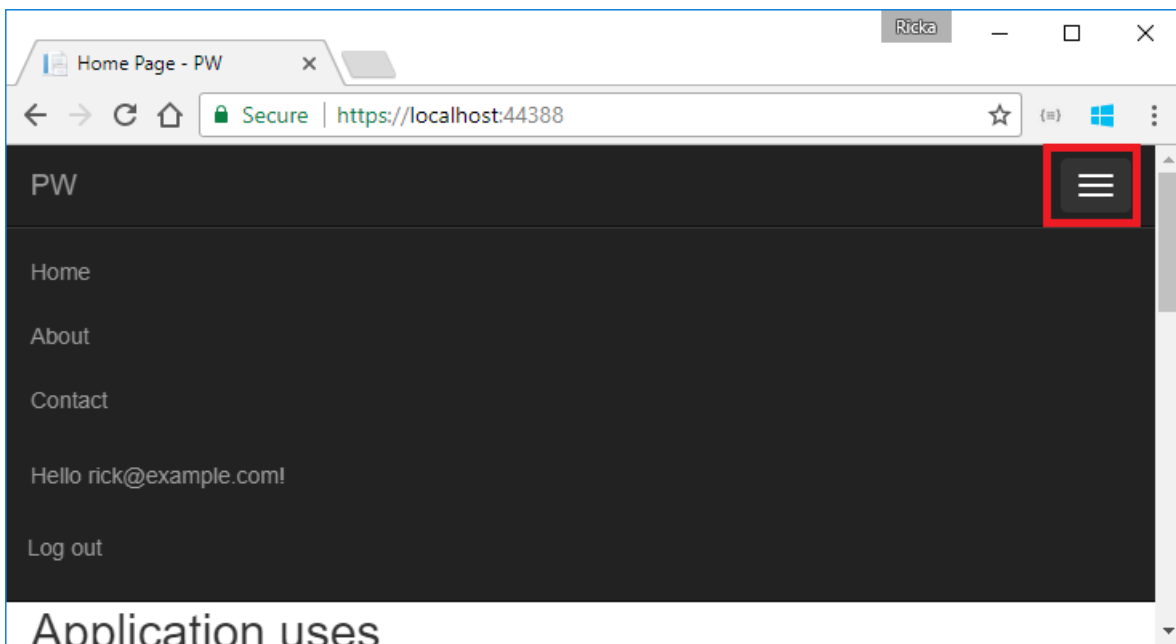 Ricka
Home Page - PW
Secure | https://localhost:44388
PW
Home
About
Contact
Hello rick@example.com!
Log out
Application uses